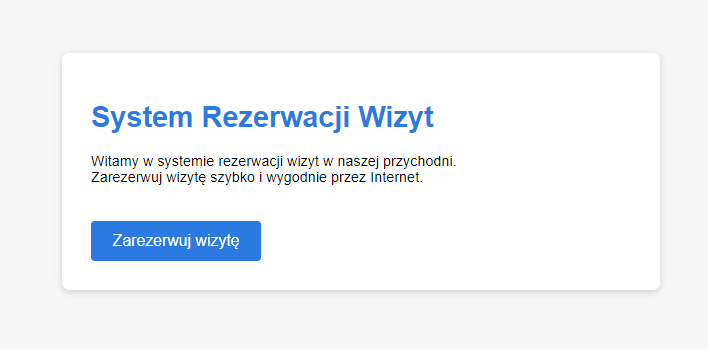 System Rezerwacji Wizyt
Witamy w systemie rezerwacji wizyt w naszej przychodni.
Zarezerwuj wizytę szybko i wygodnie przez Internet.
Zarezerwuj wizytę